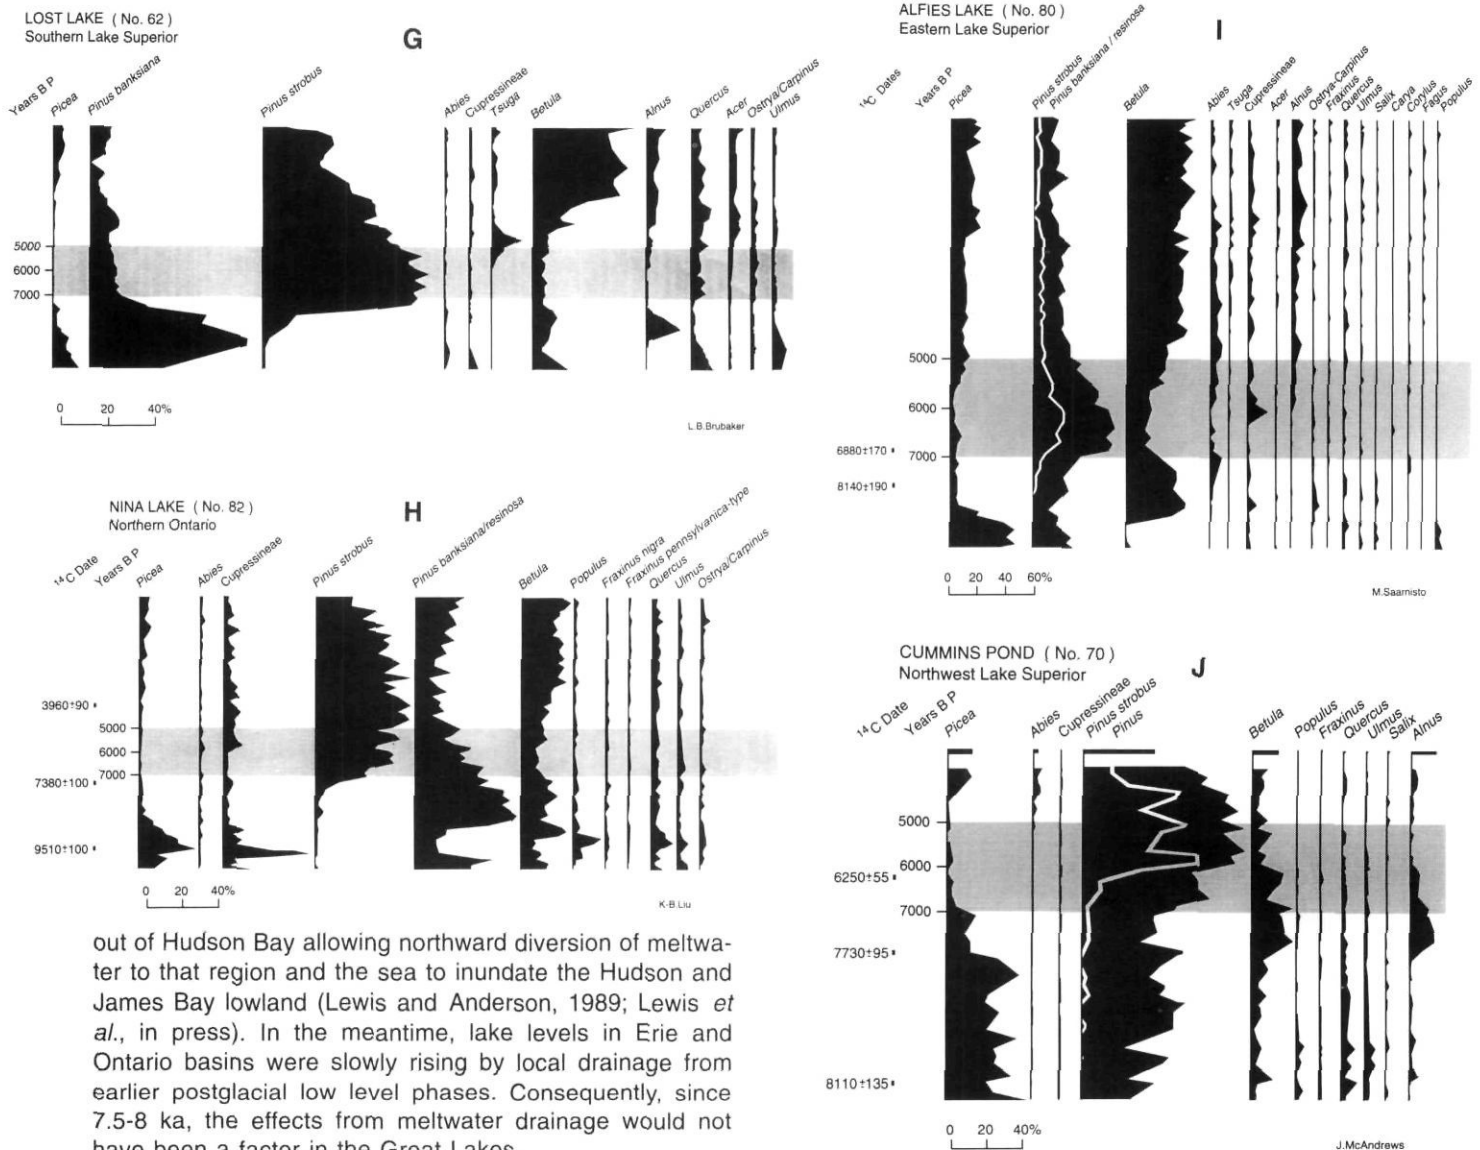 LOST LAKE ( No. 62)
Southern Lake Superior
G
Years B P
Picea
Pinus banksiana
Pinus strobus
Abies
Cupressineae
Tsuga
Betula
Alnus
Quercus
Acer
Ostrya/Carpinus
Ulmus
5000
6000
7000
0 20 40%
L.B.Brubaker
NINA LAKE ( No. 82)
Northern Ontario
H
14C Date
Years B P
Picea
Abies
Cupressineae
Pinus strobus
Pinus banksiana/resinosa
Betula
Populus
Fraxinus nigra
Fraxinus pennsylvanica-type
Quercus
Ulmus
Ostrya/Carpinus
3960±90
5000
6000
7000
7380±100
9510±100
0 20 40%
K-B.Liu
out of Hudson Bay allowing northward diversion of meltwa-
ter to that region and the sea to inundate the Hudson and
James Bay lowland (Lewis and Anderson, 1989; Lewis et
al., in press). In the meantime, lake levels in Erie and
Ontario basins were slowly rising by local drainage from
earlier postglacial low level phases. Consequently, since
7.5-8 ka, the effects from meltwater drainage would not
have been a factor in the Great Lakes
ALFIES LAKE ( No. 80)
Eastern Lake Superior
I
14C Dates
Years B P
Picea
Pinus strobus
Pinus banksiana / resinosa
Betula
Abies
Tsuga
Cupressineae
Acer
Alnus
Ostrya-Carpinus
Fraxinus
Quercus
Ulmus
Salix
Carya
Corylus
Fagus
Populus
5000
6000
6880±170
7000
8140±190
0 20 40 60%
M.Saarnisto
CUMMINS POND ( No. 70)
Northwest Lake Superior
J
14C Date
Years B P
Picea
Abies
Cupressineae
Pinus strobus
Pinus
Betula
Populus
Fraxinus
Quercus
Ulmus
Salix
Alnus
5000
6000
6250±55
7000
7730±95
8110±135
0 20 40%
J.McAndrews